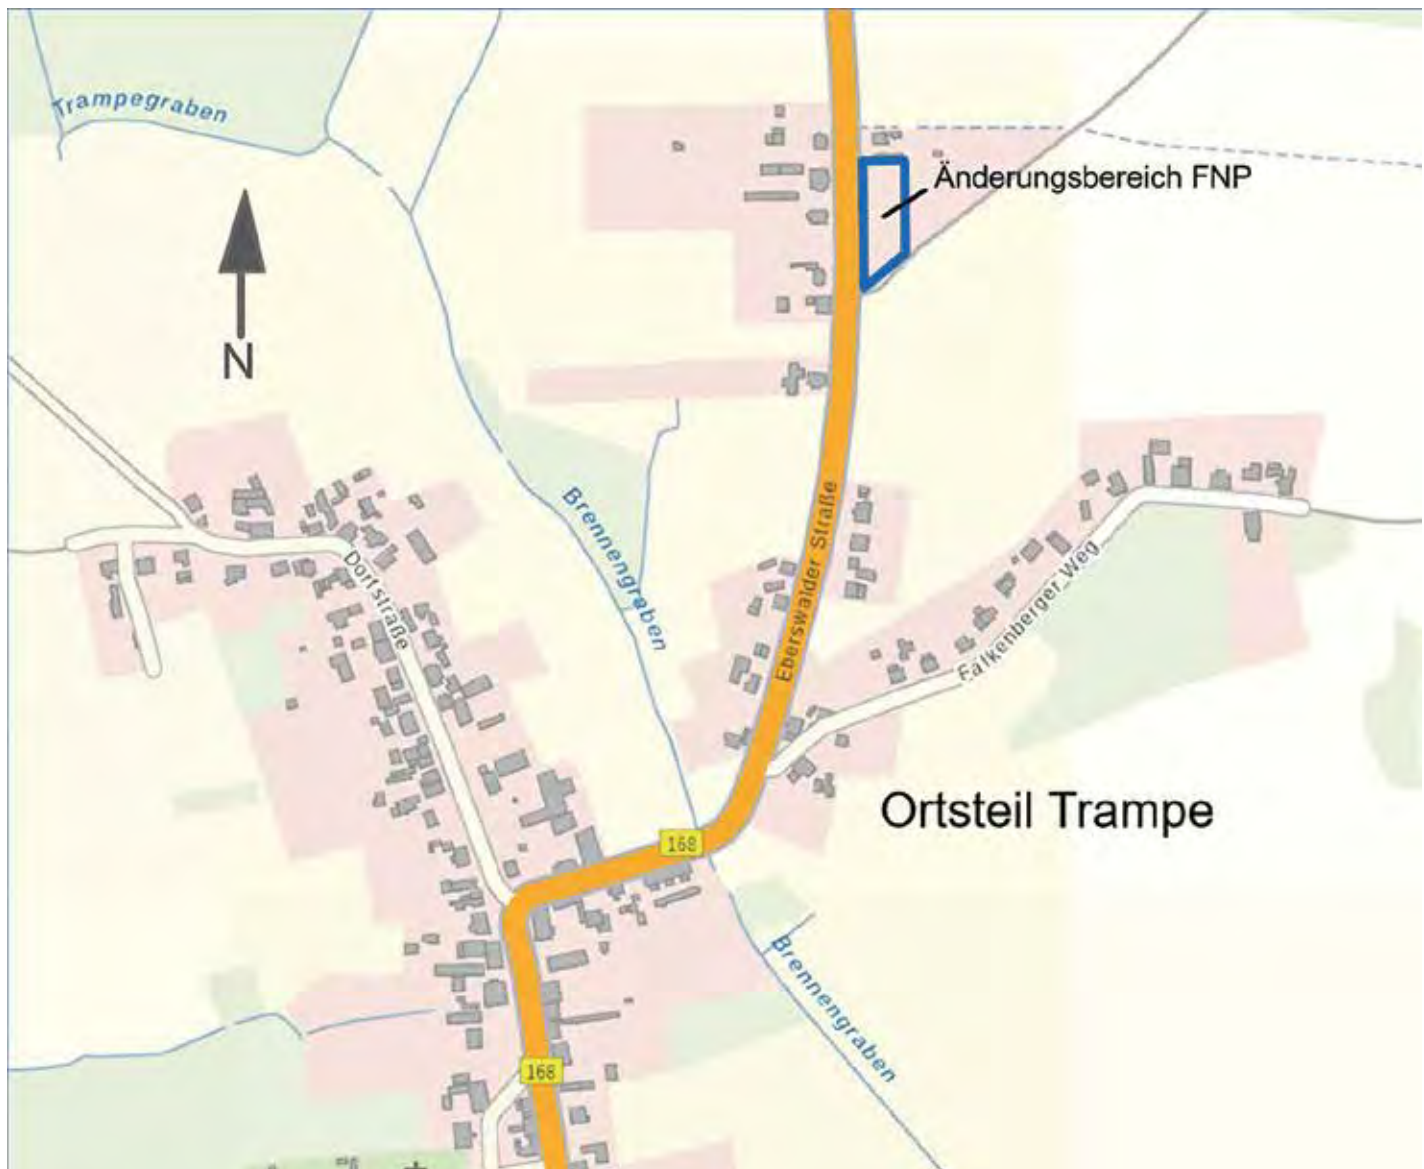 Trampegraben
Änderungsbereich FNP
N
Brennengraben
Eberswalder Straße
Dorfstraße
Falkenberger Weg
Ortsteil Trampe
168
Brennengraben
168